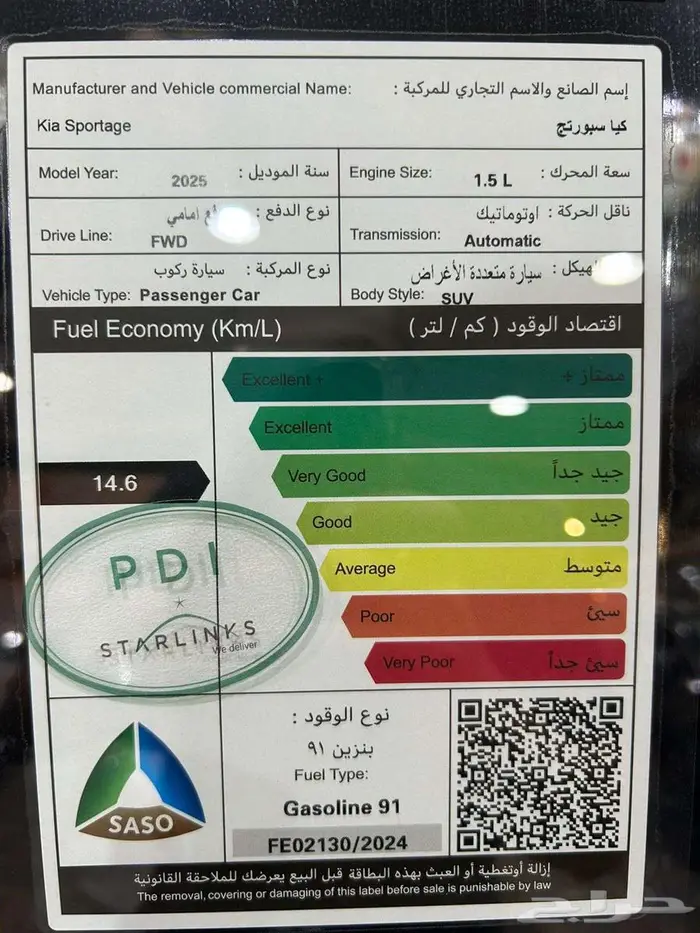 Manufacturer and Vehicle commercial Name: إسم الصانع والاسم التجاري للمركبة :
Kia Sportage كيا سبورتج
Model Year: 2025 سنة الموديل :
Engine Size: 1.5 L سعة المحرك :
نوع الدفع : امامي
Drive Line: FWD
ناقل الحركة : اوتوماتيك
Transmission: Automatic
نوع المركبة : سيارة ركوب
Vehicle Type: Passenger Car
الهيكل : سيارة متعددة الأغراض
Body Style: SUV
Fuel Economy (Km/L) اقتصاد الوقود ( كم / لتر )
Excellent + ممتاز +
Excellent ممتاز
14.6
Very Good جيد جداً
Good جيد
Average متوسط
Poor سيئ
Very Poor سيئ جداً
PDI
STARLINKS
We deliver
SASO
نوع الوقود :
بنزين ٩١
Fuel Type:
Gasoline 91
FE02130/2024
إزالة أوتغطية أو العبث بهذه البطاقة قبل البيع يعرضك للملاحقة القانونية
The removal, covering or damaging of this label before sale is punishable by law
حراج